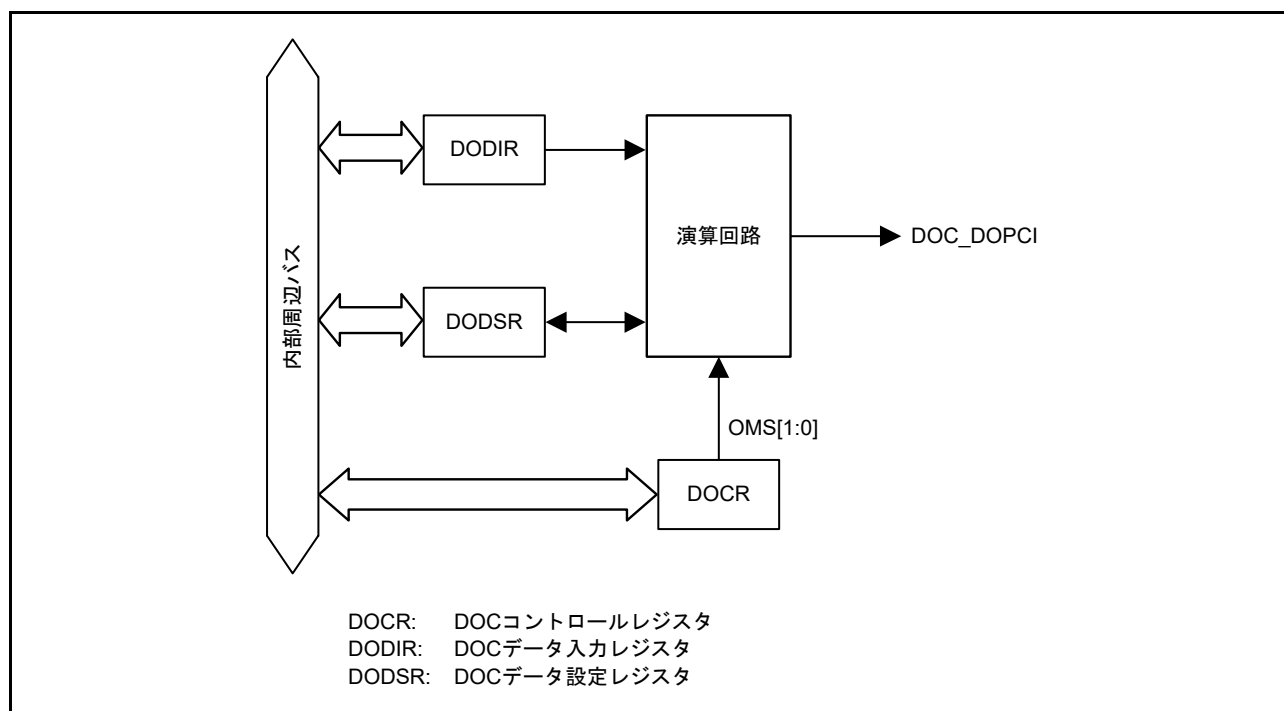 内部周辺バス
DODIR
DODSR
演算回路
DOC_DOPCI
OMS[1:0]
DOCR
DOCR: DOCコントロールレジスタ
DODIR: DOCデータ入力レジスタ
DODSR: DOCデータ設定レジスタ